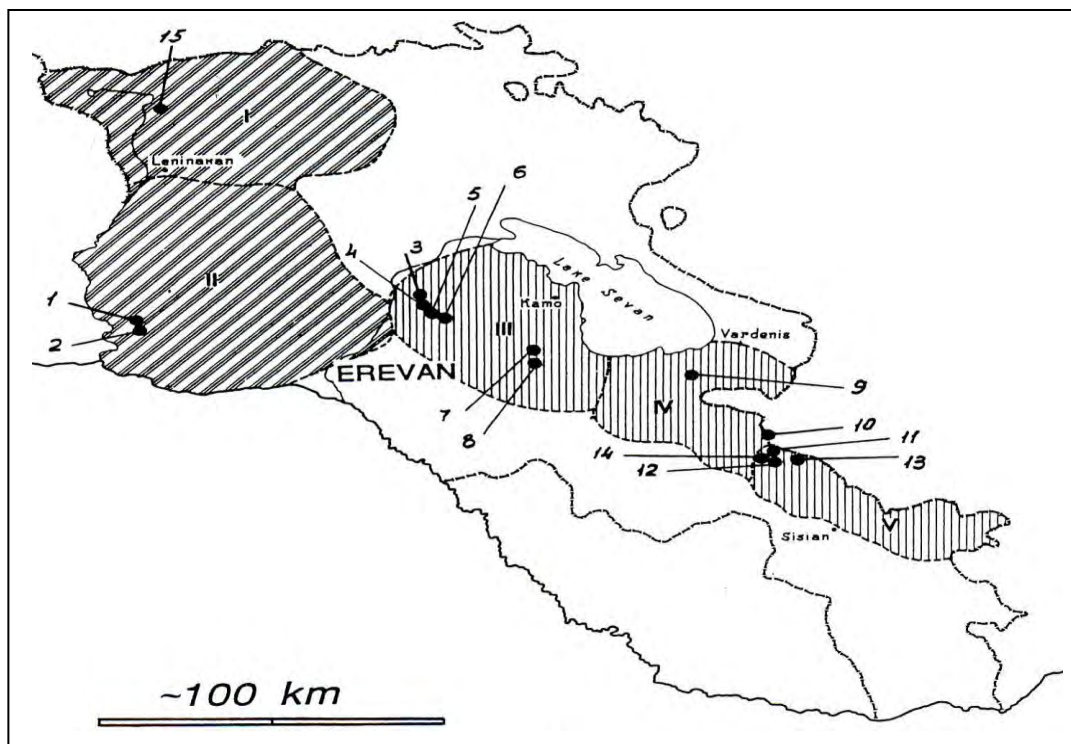 15
I
Leninakan
6
5
3
4
Lake Sevan
Kamo
II
III
1
2
Vardenis
EREVAN
7
9
IV
8
10
11
14
12
13
V
Sisian
~100 km